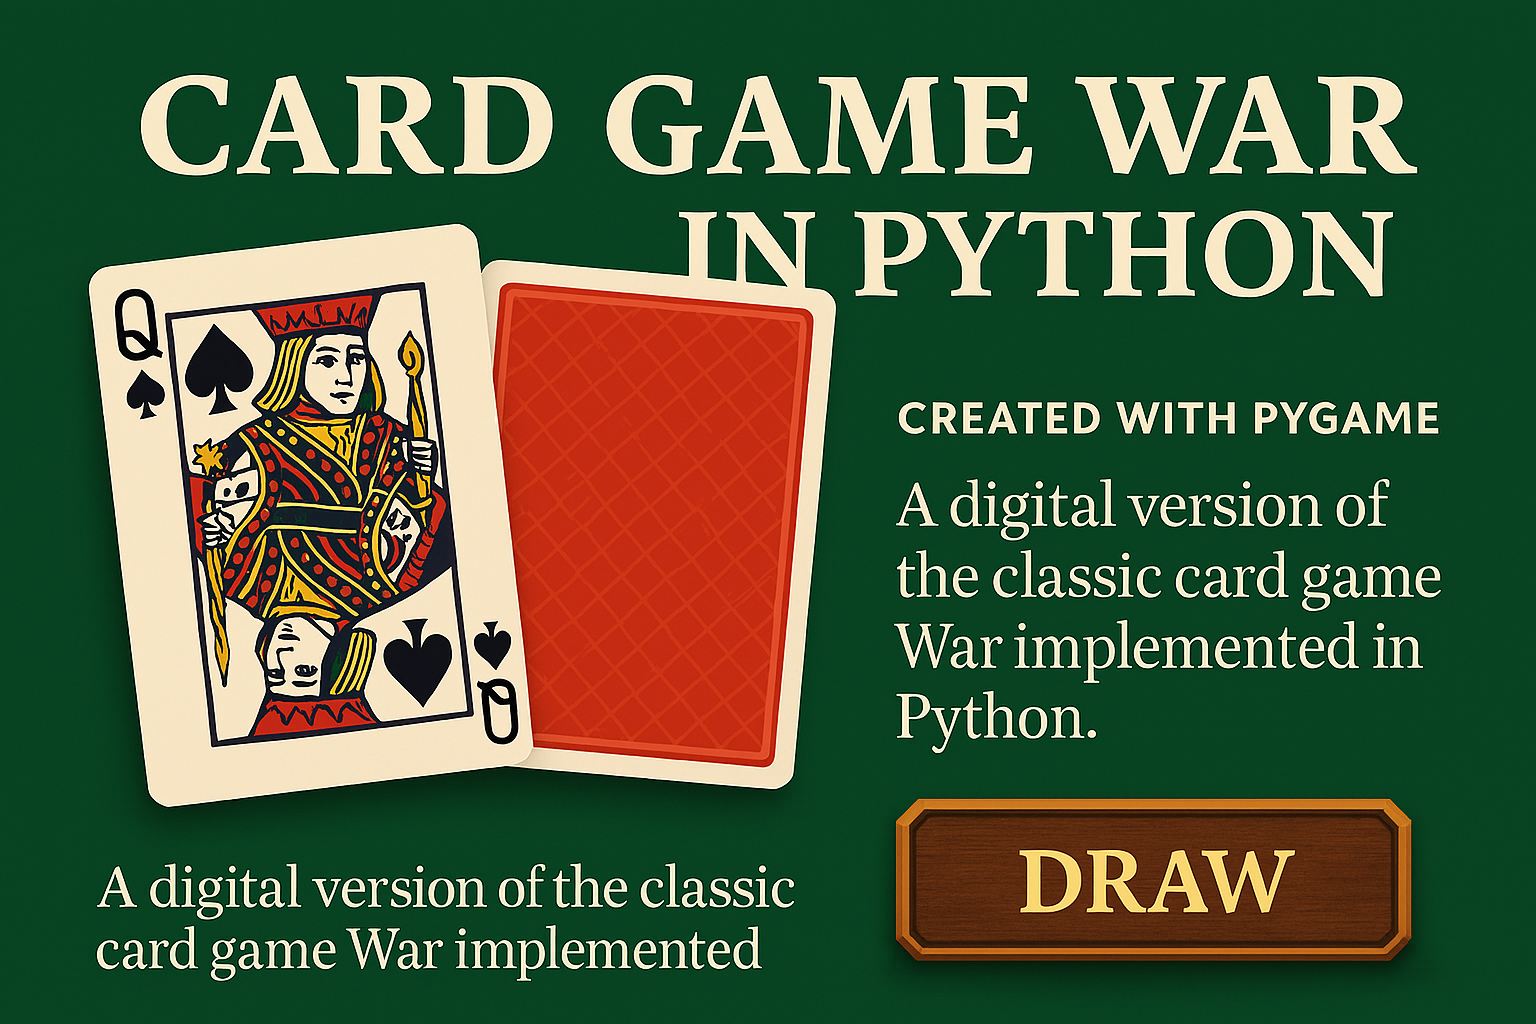 CARD GAME WAR
IN PYTHON
Q
Q
CREATED WITH PYGAME
A digital version of
the classic card game
War implemented in
Python.
DRAW
A digital version of the classic
card game War implemented